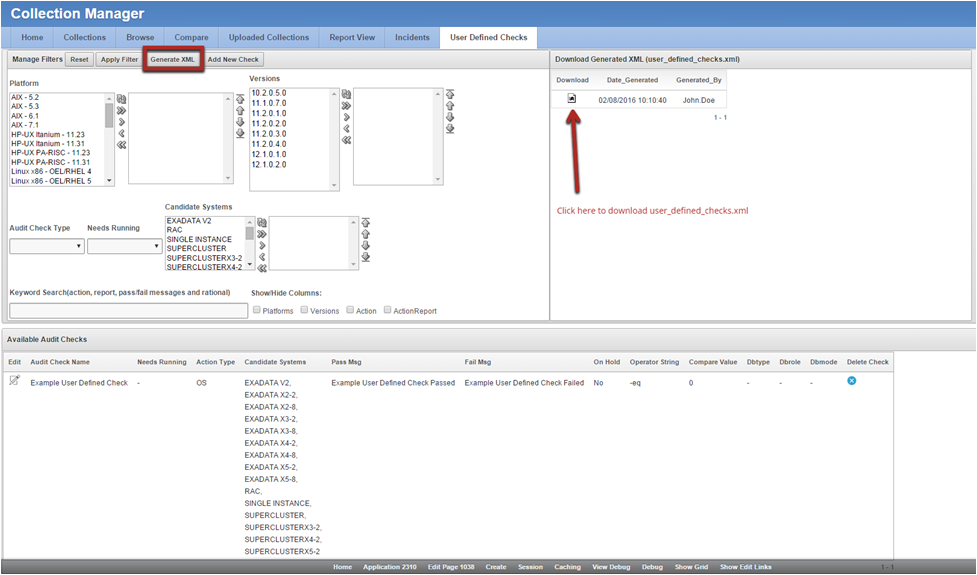 Collection Manager
Home Collections Browse Compare Uploaded Collections Report View Incidents User Defined Checks
Manage Filters Reset Apply Filter Generate XML Add New Check
Download Generated XML (user_defined_checks.xml)
Download Date_Generated Generated_By
02/08/2016 10:10:40 John.Doe
1 - 1
Click here to download user_defined_checks.xml
Platform
AIX - 5.2
AIX - 5.3
AIX - 6.1
AIX - 7.1
HP-UX Itanium - 11.23
HP-UX Itanium - 11.31
HP-UX PA-RISC - 11.23
HP-UX PA-RISC - 11.31
Linux x86 - OEL/RHEL 4
Linux x86 - OEL/RHEL 5
Versions
10.2.0.5.0
11.1.0.7.0
11.2.0.1.0
11.2.0.2.0
11.2.0.3.0
11.2.0.4.0
12.1.0.1.0
12.1.0.2.0
Audit Check Type
Needs Running
Candidate Systems
EXADATA V2
RAC
SINGLE INSTANCE
SUPERCLUSTER
SUPERCLUSTERX3-2
SUPERCLUSTERX4-2
Keyword Search(action, report, pass/fail messages and rational)
Show/Hide Columns:
Platforms Versions Action ActionReport
Available Audit Checks
Edit Audit Check Name Needs Running Action Type Candidate Systems Pass Msg Fail Msg On Hold Operator String Compare Value Dbtype Dbrole Dbmode Delete Check
Example User Defined Check - OS EXADATA V2, Example User Defined Check Passed Example User Defined Check Failed No -eq 0 - - -
EXADATA X2-2,
EXADATA X2-8,
EXADATA X3-2,
EXADATA X3-8,
EXADATA X4-2,
EXADATA X4-8,
EXADATA X5-2,
EXADATA X5-8,
RAC,
SINGLE INSTANCE,
SUPERCLUSTER,
SUPERCLUSTERX3-2,
SUPERCLUSTERX4-2,
SUPERCLUSTERX5-2
Home Application 2310 Edit Page 1038 Create Session Caching View Debug Debug Show Grid Show Edit Links 1 - 1